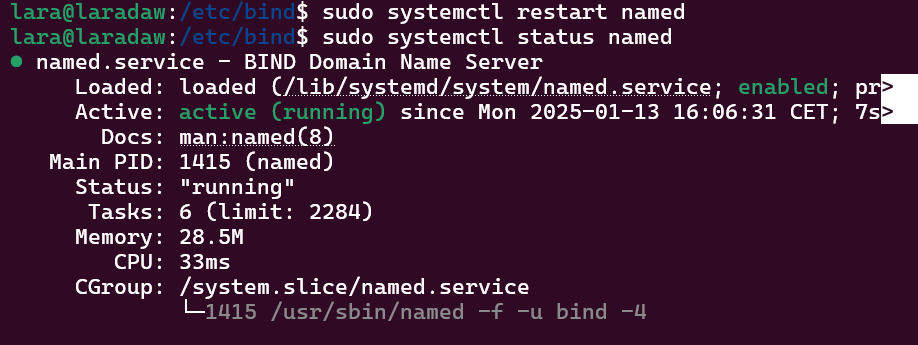 lara@laradaw:/etc/bind$ sudo systemctl restart named
lara@laradaw:/etc/bind$ sudo systemctl status named
● named.service - BIND Domain Name Server
     Loaded: loaded (/lib/systemd/system/named.service; enabled; pr>
     Active: active (running) since Mon 2025-01-13 16:06:31 CET; 7s>
       Docs: man:named(8)
   Main PID: 1415 (named)
     Status: "running"
      Tasks: 6 (limit: 2284)
     Memory: 28.5M
        CPU: 33ms
     CGroup: /system.slice/named.service
             └─1415 /usr/sbin/named -f -u bind -4